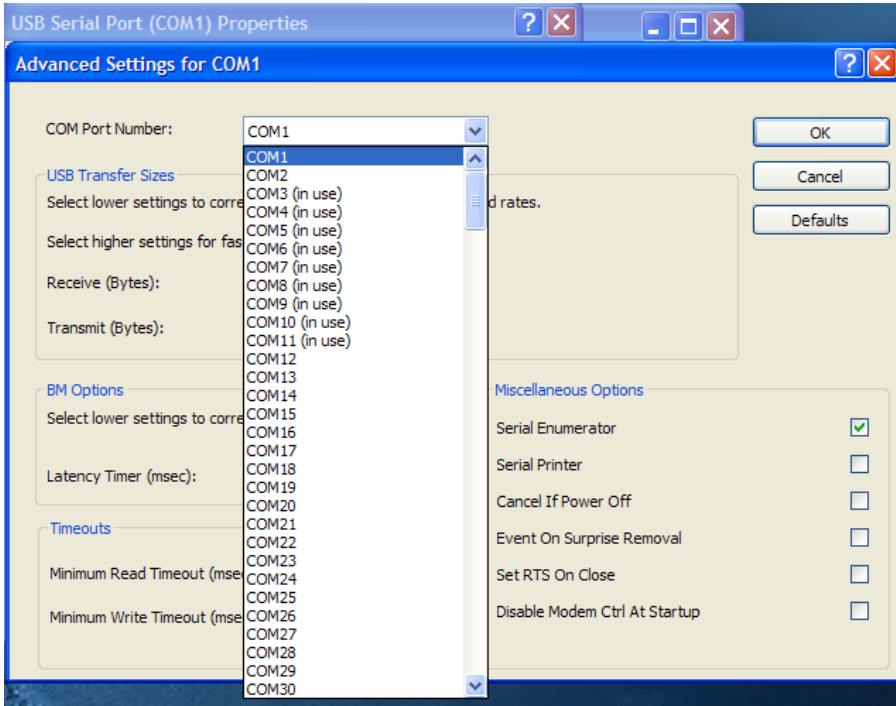 USB Serial Port (COM1) Properties
Advanced Settings for COM1
COM Port Number:
COM1
OK
Cancel
Defaults
COM1
COM2
COM3 (in use)
COM4 (in use)
COM5 (in use)
COM6 (in use)
COM7 (in use)
COM8 (in use)
COM9 (in use)
COM10 (in use)
COM11 (in use)
COM12
COM13
COM14
COM15
COM16
COM17
COM18
COM19
COM20
COM21
COM22
COM23
COM24
COM25
COM26
COM27
COM28
COM29
COM30
USB Transfer Sizes
Select lower settings to corre
d rates.
Select higher settings for fas
Receive (Bytes):
Transmit (Bytes):
BM Options
Select lower settings to corre
Latency Timer (msec):
Timeouts
Minimum Read Timeout (mse
Minimum Write Timeout (mse
Miscellaneous Options
Serial Enumerator
Serial Printer
Cancel If Power Off
Event On Surprise Removal
Set RTS On Close
Disable Modem Ctrl At Startup